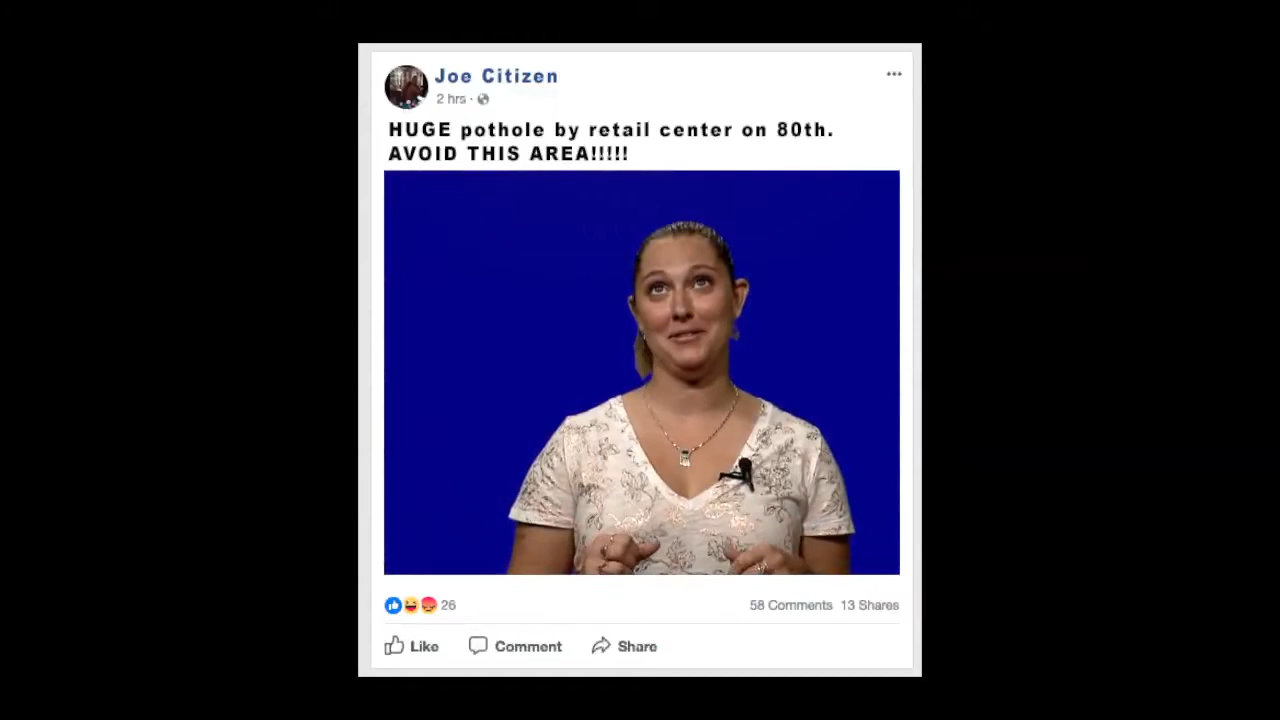 Joe Citizen
2 hrs ·
HUGE pothole by retail center on 80th.
AVOID THIS AREA!!!!!
26
58 Comments 13 Shares
Like Comment Share